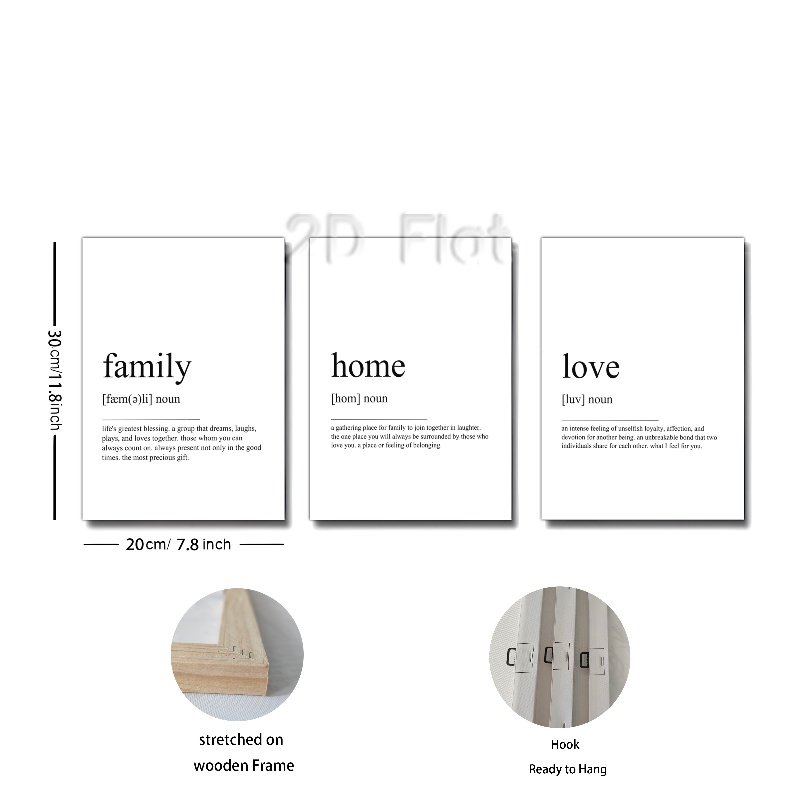 2D Flat
30cm/11.8inch
family
[fæm(ə)li] noun
life's greatest blessing. a group that dreams, laughs,
plays, and loves together. those whom you can
always count on. always present not only in the good
times. the most precious gift.
home
[hom] noun
a gathering place for family to join together in laughter.
the one place you will always be surrounded by those who
love you. a place or feeling of belonging.
love
[luv] noun
an intense feeling of unselfish loyalty, affection, and
devotion for another being. an unbreakable bond that two
individuals share for each other. what I feel for you.
20cm/ 7.8 inch
stretched on
wooden Frame
Hook
Ready to Hang